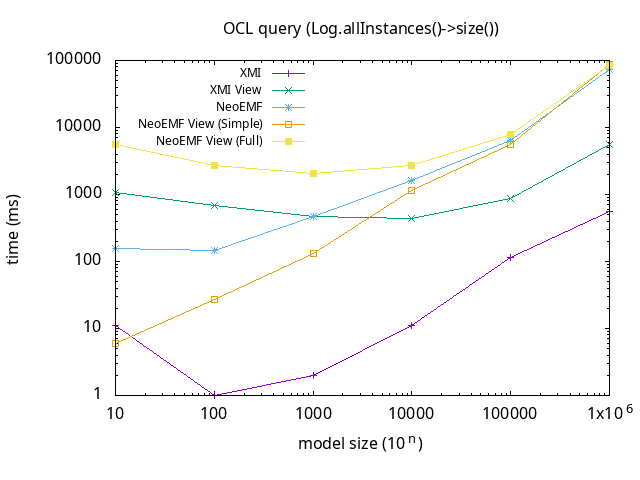 OCL query (Log.allInstances()->size())
100000
10000
1000
100
10
1
time (ms)
XMI
XMI View
NeoEMF
NeoEMF View (Simple)
NeoEMF View (Full)
10 100 1000 10000 100000 1x10^6
model size (10^n)